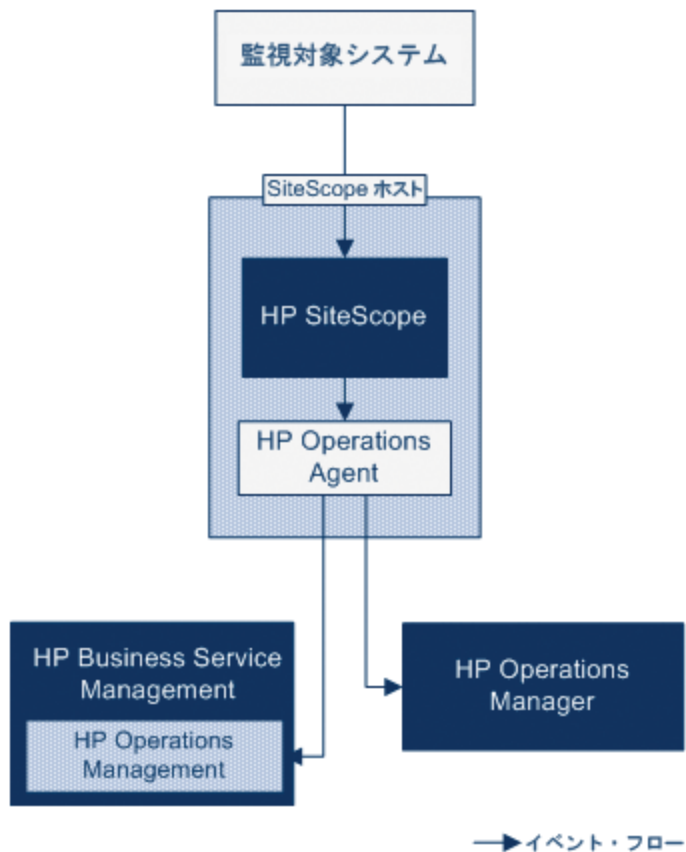 監視対象システム
SiteScope ホスト
HP SiteScope
HP Operations
Agent
HP Business Service
Management
HP Operations
Management
HP Operations
Manager
イベント・フロー